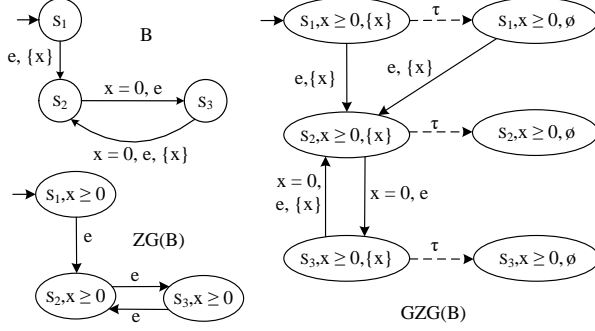 S1
B
e, {x}
S2
x = 0, e
S3
x = 0, e, {x}
S1, x ≥ 0
e
ZG(B)
S2, x ≥ 0
e
e
S3, x ≥ 0
S1, x ≥ 0, {x}
τ
S1, x ≥ 0, ø
e,{x}
e, {x}
S2, x ≥ 0, {x}
τ
S2, x ≥ 0, ø
x = 0,
e, {x}
x = 0, e
S3, x ≥ 0, {x}
τ
S3, x ≥ 0, ø
GZG(B)